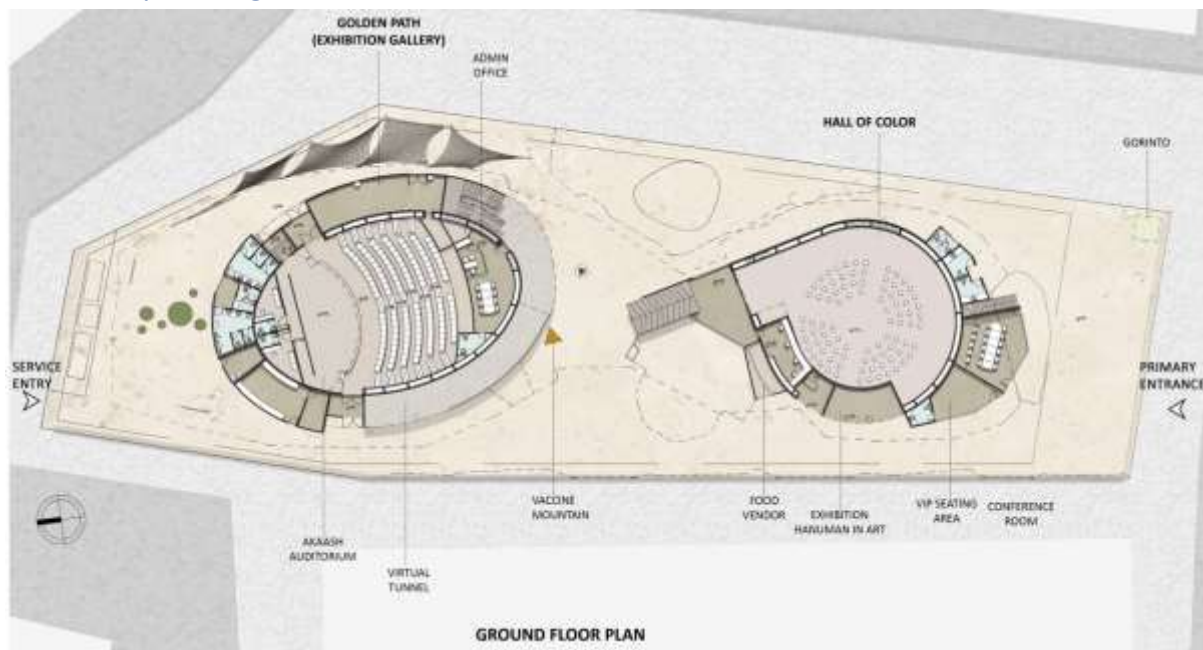 GOLDEN PATH
(EXHIBITION GALLERY)
ADMIN
OFFICE
HALL OF COLOR
GORINTO
SERVICE
ENTRY
PRIMARY
ENTRANCE
VACCINE
MOUNTAIN
FOOD
VENDOR
EXHIBITION
HANUMAN IN ART
VIP SEATING
AREA
CONFERENCE
ROOM
AKAASH
AUDITORIUM
VIRTUAL
TUNNEL
GROUND FLOOR PLAN